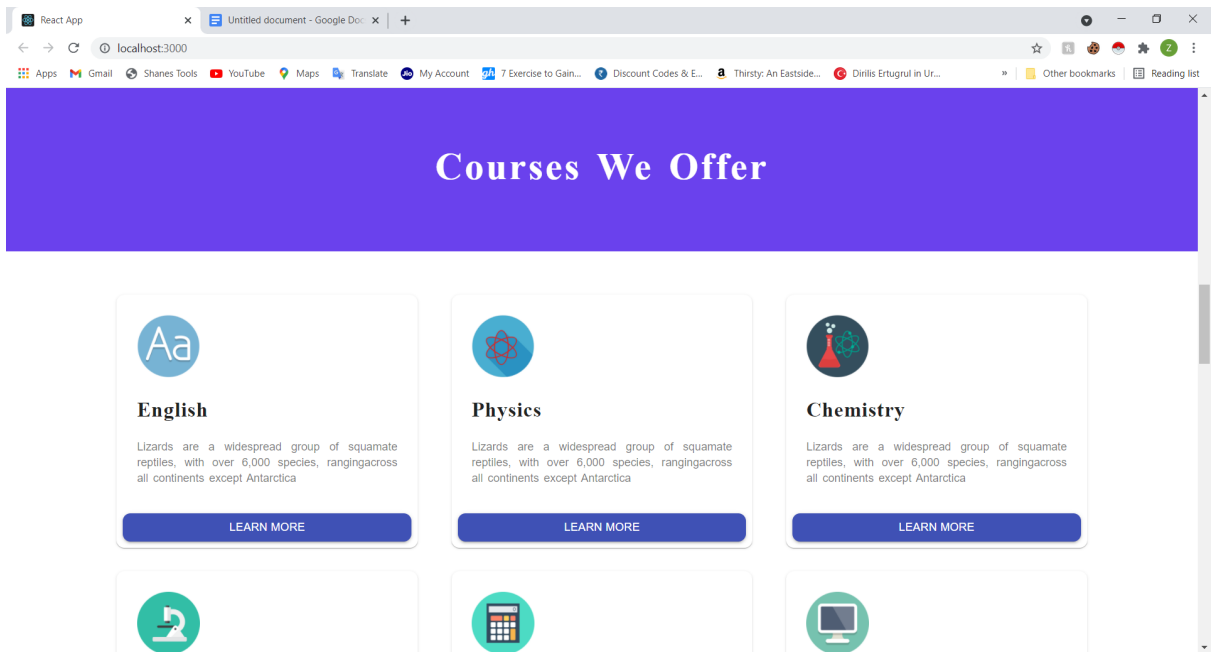 React App
Untitled document - Google Doc
localhost:3000
Apps Gmail Shanes Tools YouTube Maps Translate Jio My Account gh 7 Exercise to Gain... Discount Codes & E... a Thirsty: An Eastside... Dirilis Ertugrul in Ur... » Other bookmarks Reading list
Z
Courses We Offer
Aa
English
Lizards are a widespread group of squamate
reptiles, with over 6,000 species, rangingacross
all continents except Antarctica
LEARN MORE
Physics
Lizards are a widespread group of squamate
reptiles, with over 6,000 species, rangingacross
all continents except Antarctica
LEARN MORE
Chemistry
Lizards are a widespread group of squamate
reptiles, with over 6,000 species, rangingacross
all continents except Antarctica
LEARN MORE